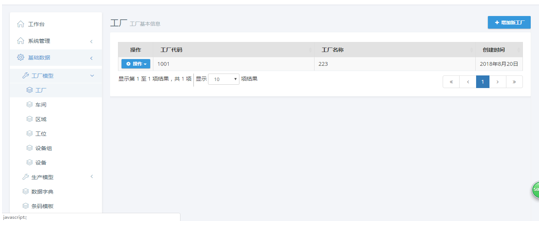 工作台
系统管理
基础数据
工厂模型
工厂
车间
区域
工位
设备组
设备
生产模型
数据字典
条码模板
javascript:;
工厂 工厂基本信息
+ 增加新工厂
操作 工厂代码 工厂名称 创建时间
操作 1001 223 2018年8月20日
显示第 1 至 1 项结果，共 1 项 显示 10 项结果
« ‹ 1 › »